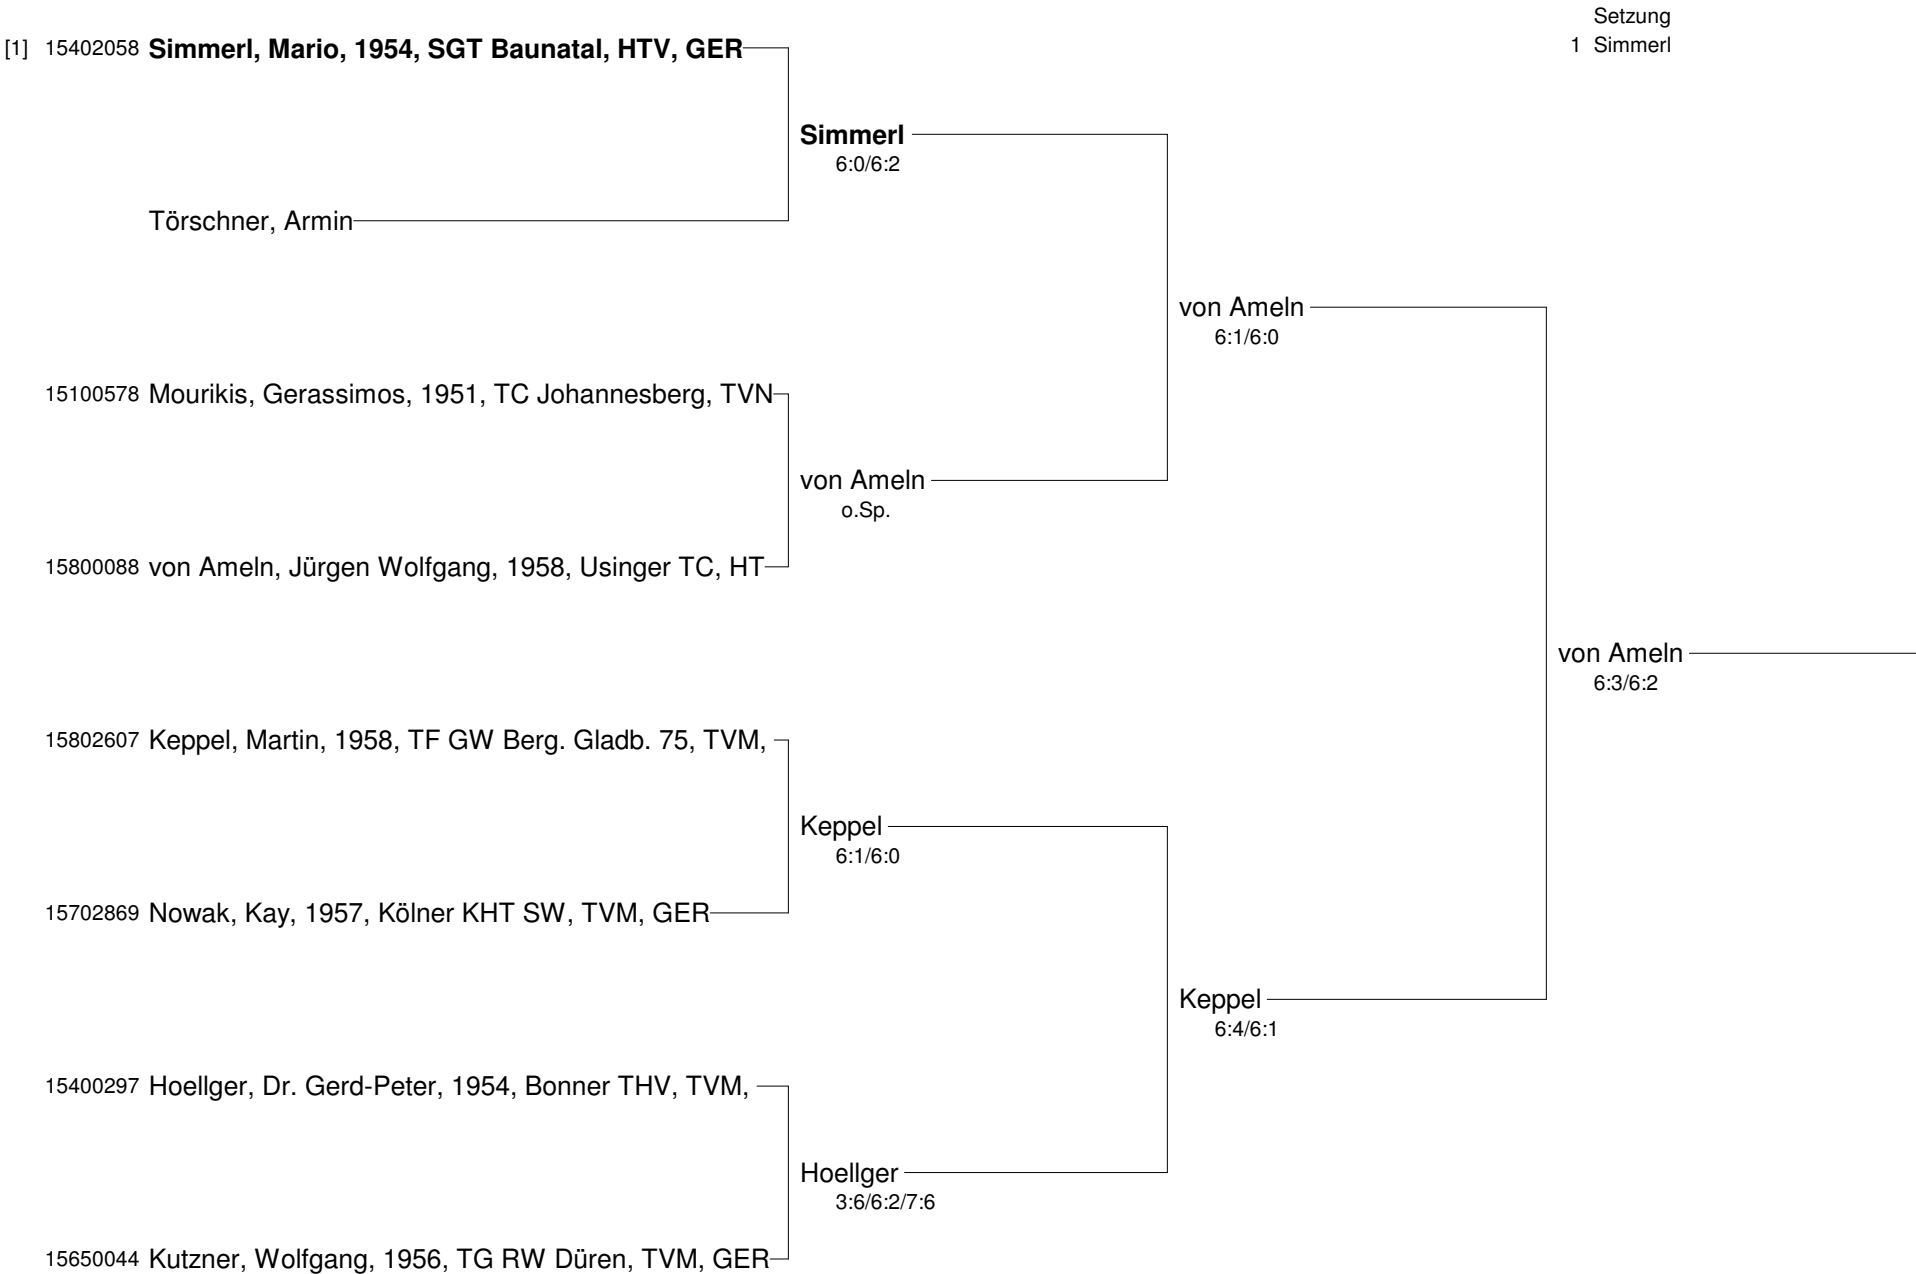 Setzung
1 Simmerl
[1] 15402058 Simmerl, Mario, 1954, SGT Baunatal, HTV, GER
Simmerl
6:0/6:2
Törschner, Armin
von Ameln
6:1/6:0
15100578 Mourikis, Gerassimos, 1951, TC Johannesberg, TVN
von Ameln
o.Sp.
15800088 von Ameln, Jürgen Wolfgang, 1958, Usinger TC, HT
von Ameln
6:3/6:2
15802607 Keppel, Martin, 1958, TF GW Berg. Gladb. 75, TVM,
Keppel
6:1/6:0
15702869 Nowak, Kay, 1957, Kölner KHT SW, TVM, GER
Keppel
6:4/6:1
15400297 Hoellger, Dr. Gerd-Peter, 1954, Bonner THV, TVM,
Hoellger
3:6/6:2/7:6
15650044 Kutzner, Wolfgang, 1956, TG RW Düren, TVM, GER